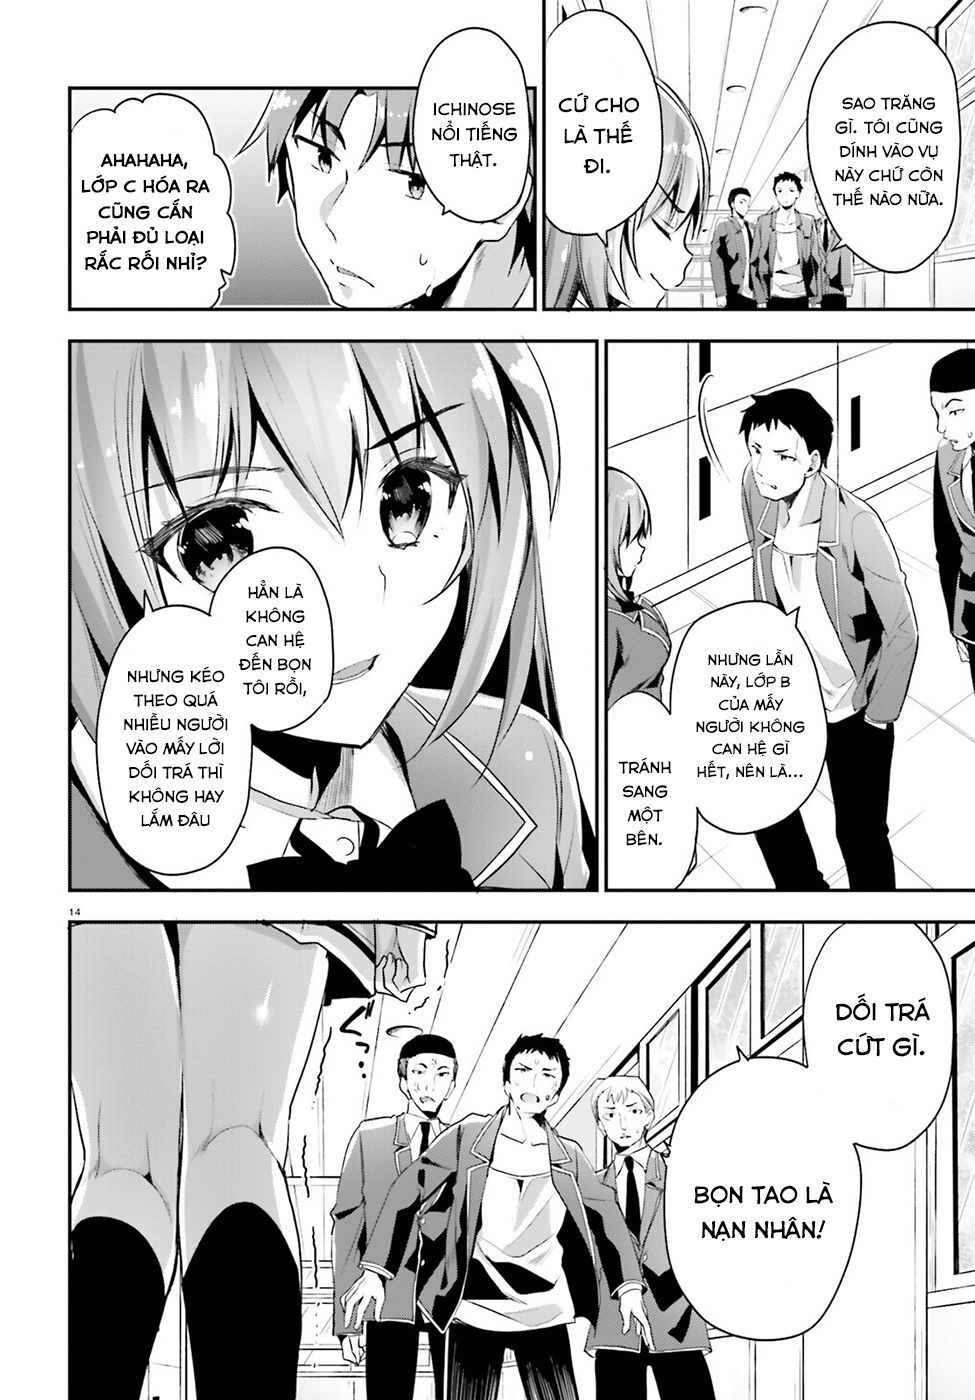 SAO TRĂNG
GÌ. TÔI CŨNG
DÍNH VÀO VỤ
NÀY CHỨ CÒN
THẾ NÀO NỮA.
CỨ CHO
LÀ THẾ
ĐI.
ICHINOSE
NỔI TIẾNG
THẬT.
AHAHAHA,
LỚP C HÓA RA
CŨNG CẦN
PHẢI ĐỦ LOẠI
RẮC RỐI NHỈ?
NHƯNG LẦN
NÀY, LỚP B
CỦA MẤY
NGƯỜI KHÔNG
CAN HỆ GÌ
HẾT, NÊN LÀ...
TRÁNH
SANG
MỘT
BÊN.
HẲN LÀ
KHÔNG
CAN HỆ
ĐẾN BỌN
TÔI RỒI,
NHƯNG KÉO
THEO QUÁ
NHIỀU NGƯỜI
VÀO MẤY LỜI
DỐI TRÁ THÌ
KHÔNG HAY
LẮM ĐÂU
14
DỐI TRÁ
CỨT GÌ.
BỌN TAO LÀ
NẠN NHÂN!